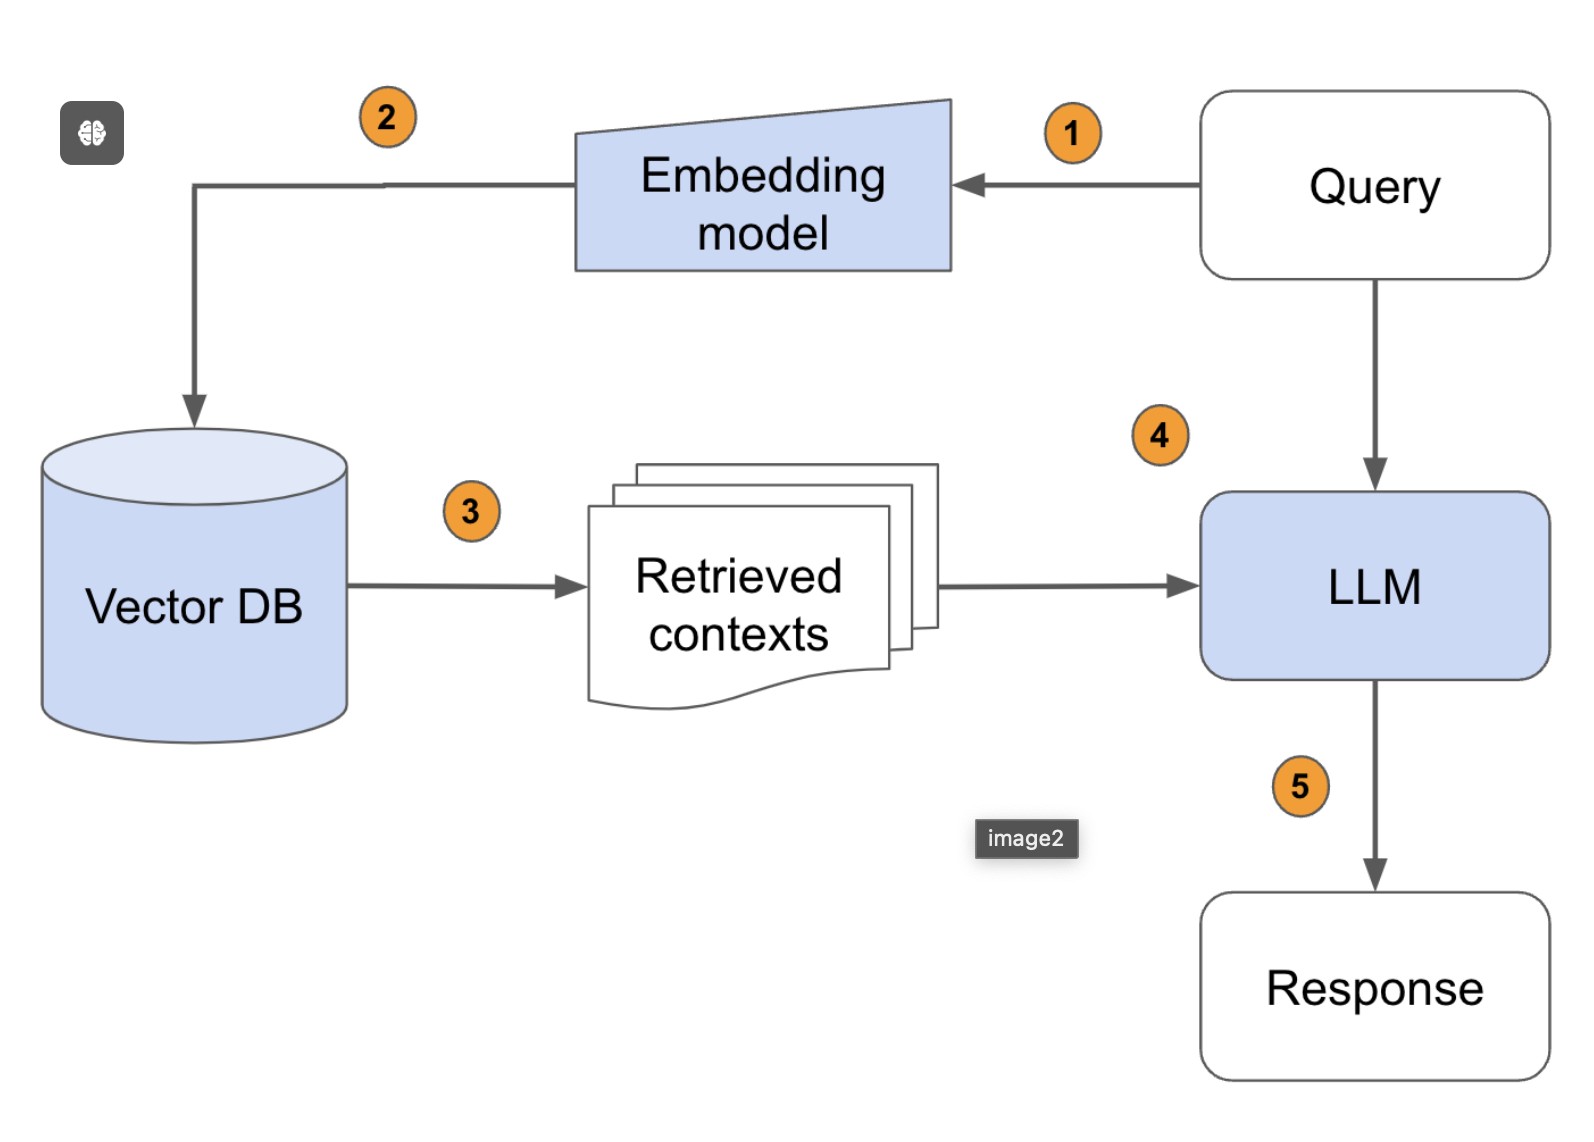 2
1
Embedding
model
Query
4
3
Vector DB
Retrieved
contexts
LLM
5
image2
Response